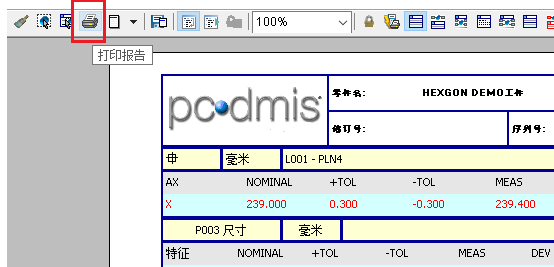 100%
打印报告
pcdmis
零件名: HEXGON DEMO工件
修订号: 序列号:
毫米 L001 - PLN4
AX NOMINAL +TOL -TOL MEAS
X 239.000 0.300 -0.300 239.400
P003 尺寸 毫米
特征 NOMINAL +TOL -TOL MEAS DEV